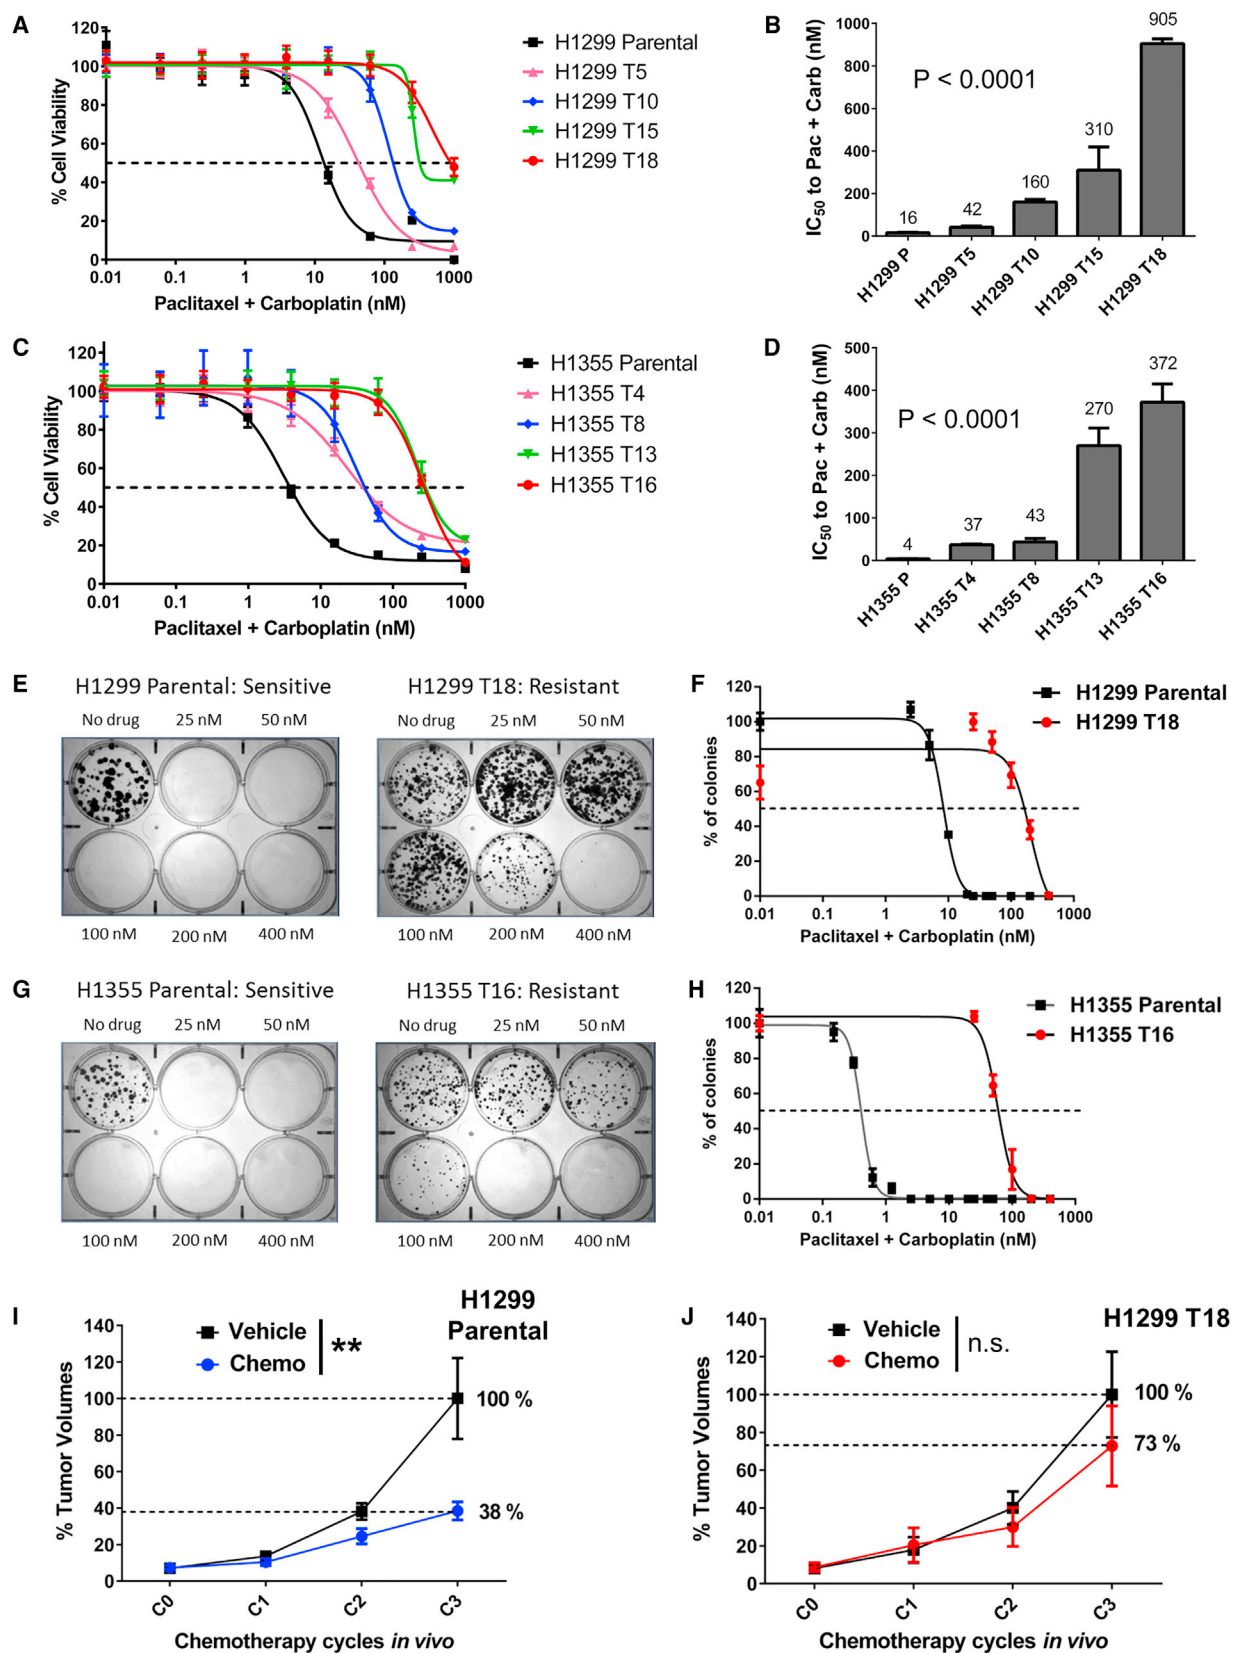 A
120
100
80
60
40
20
0
% Cell Viability
0.01
0.1
1
10
100
1000
Paclitaxel + Carboplatin (nM)
H1299 Parental
H1299 T5
H1299 T10
H1299 T15
H1299 T18
B
1000
800
600
400
200
0
IC50 to Pac + Carb (nM)
P < 0.0001
16
42
160
310
905
H1299 P
H1299 T5
H1299 T10
H1299 T15
H1299 T18
C
120
100
80
60
40
20
0
% Cell Viability
0.01
0.1
1
10
100
1000
Paclitaxel + Carboplatin (nM)
H1355 Parental
H1355 T4
H1355 T8
H1355 T13
H1355 T16
D
500
400
300
200
100
0
IC50 to Pac + Carb (nM)
P < 0.0001
4
37
43
270
372
H1355 P
H1355 T4
H1355 T8
H1355 T13
H1355 T16
E
H1299 Parental: Sensitive
No drug
25 nM
50 nM
100 nM
200 nM
400 nM
H1299 T18: Resistant
No drug
25 nM
50 nM
100 nM
200 nM
400 nM
F
120
100
80
60
40
20
0
% of colonies
0.01
0.1
1
10
100
1000
Paclitaxel + Carboplatin (nM)
H1299 Parental
H1299 T18
G
H1355 Parental: Sensitive
No drug
25 nM
50 nM
100 nM
200 nM
400 nM
H1355 T16: Resistant
No drug
25 nM
50 nM
100 nM
200 nM
400 nM
H
120
100
80
60
40
20
0
% of colonies
0.01
0.1
1
10
100
1000
Paclitaxel + Carboplatin (nM)
H1355 Parental
H1355 T16
I
140
120
100
80
60
40
20
0
% Tumor Volumes
Vehicle
Chemo
**
H1299
Parental
100 %
38 %
C0
C1
C2
C3
Chemotherapy cycles in vivo
J
140
120
100
80
60
40
20
0
% Tumor Volumes
Vehicle
Chemo
n.s.
H1299 T18
100 %
73 %
C0
C1
C2
C3
Chemotherapy cycles in vivo